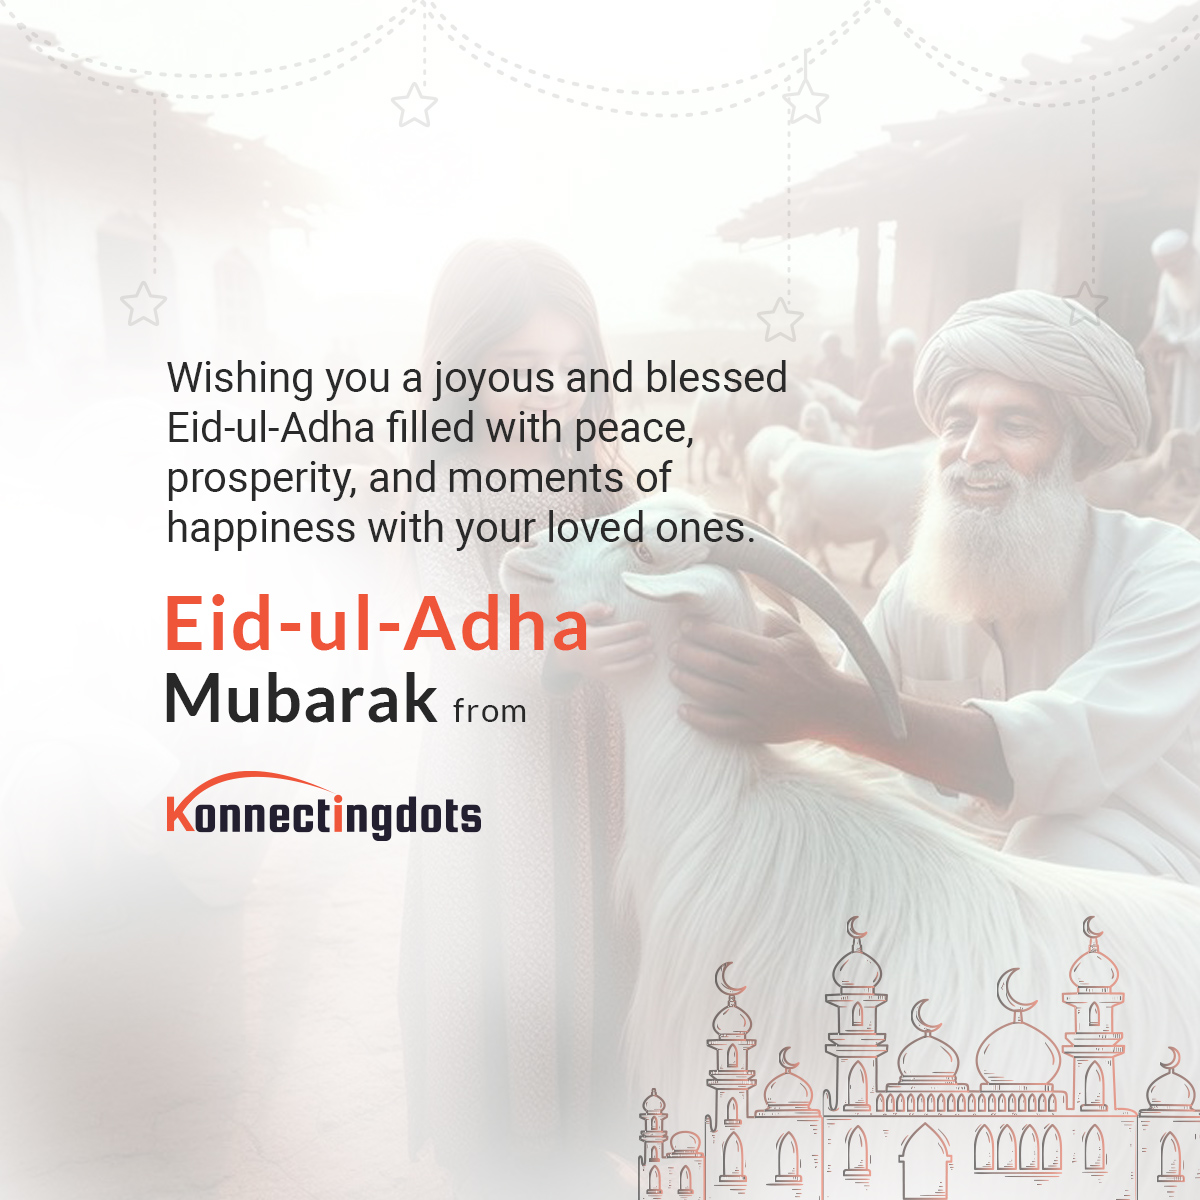 Wishing you a joyous and blessed
Eid-ul-Adha filled with peace,
prosperity, and moments of
happiness with your loved ones.
Eid-ul-Adha
Mubarak from
Konnectingdots